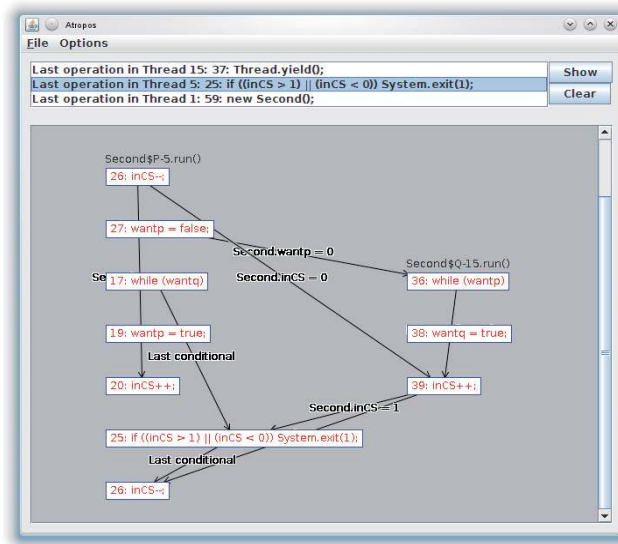 Atropos
File Options
Last operation in Thread 15: 37: Thread.yield();
Last operation in Thread 5: 25: if ((inCS > 1) || (inCS < 0)) System.exit(1);
Last operation in Thread 1: 59: new Second();
Show
Clear
Second$P-5.run()
26: inCS--;
27: wantp = false;
Second.wantp = 0
Second$Q-15.run()
17: while (wantq)
Second.inCS = 0
36: while (wantp)
19: wantp = true;
38: wantq = true;
Last conditional
20: inCS++;
39: inCS++;
Second.inCS = 1
25: if ((inCS > 1) || (inCS < 0)) System.exit(1);
Last conditional
26: inCS--;